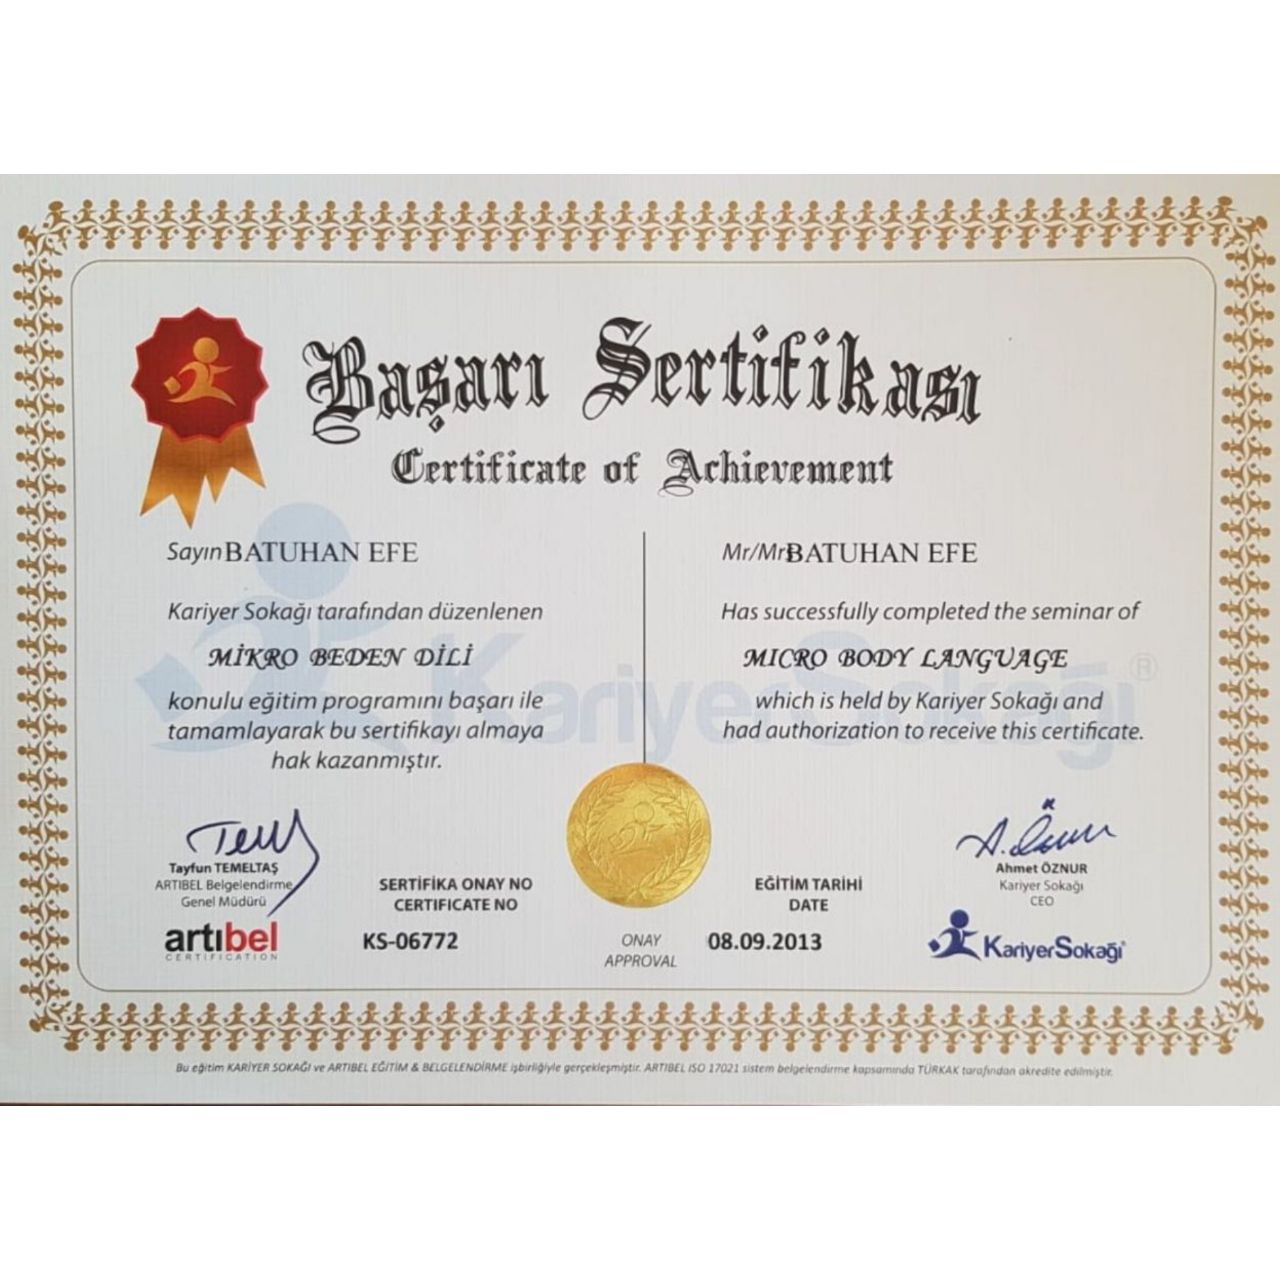 Başarı Sertifikası
Certificate of Achievement
Sayın BATUHAN EFE
Kariyer Sokağı tarafından düzenlenen
MİKRO BEDEN DİLİ
konulu eğitim programını başarı ile
tamamlayarak bu sertifikayı almaya
hak kazanmıştır.
Mr/Mrs BATUHAN EFE
Has successfully completed the seminar of
MICRO BODY LANGUAGE
which is held by Kariyer Sokağı and
had authorization to receive this certificate.
KariyerSokağı®
Tayfun TEMELTAŞ
ARTIBEL Belgelendirme
Genel Müdürü
artıbel
CERTIFICATION
SERTİFİKA ONAY NO
CERTIFICATE NO
KS-06772
ONAY
APPROVAL
EĞİTİM TARİHİ
DATE
08.09.2013
A. Öznur
Ahmet ÖZNUR
Kariyer Sokağı
CEO
KariyerSokağı®
Bu eğitim KARİYER SOKAĞI ve ARTIBEL EĞİTİM & BELGELENDİRME işbirliğiyle gerçekleşmiştir. ARTIBEL ISO 17021 sistem belgelendirme kapsamında TÜRKAK tarafından akredite edilmiştir.